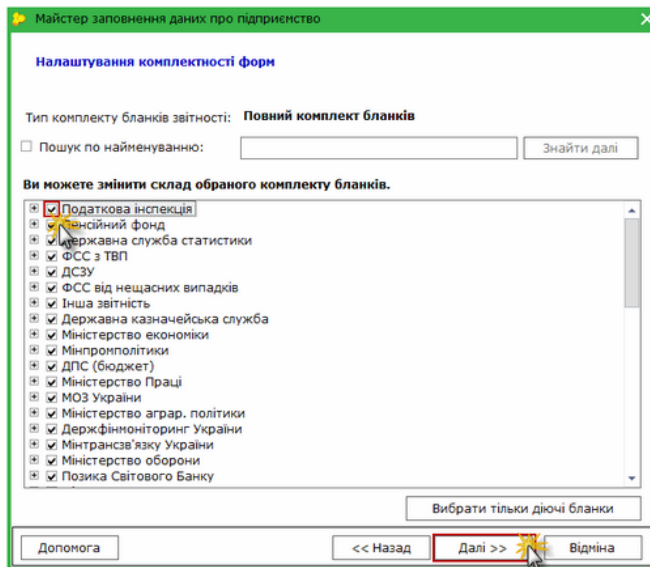 Майстер заповнення даних про підприємство
Налаштування комплектності форм
Тип комплекту бланків звітності: Повний комплект бланків
Пошук по найменуванню: Знайти далі
Ви можете змінити склад обраного комплекту бланків.
Податкова інспекція
фонд
Державна служба статистики
ФСС з ТВП
ДСЗУ
ФСС від нещасних випадків
Інша звітність
Державна казначейська служба
Міністерство економіки
Мінпромполітики
ДПС (бюджет)
Міністерство Праці
МОЗ України
Міністерство аграр. політики
Держфінмоніторинг України
Мінтрансзв'язку України
Міністерство оборони
Позика Світового Банку
Вибрати тільки діючі бланки
Допомога << Назад Далі >> Відміна